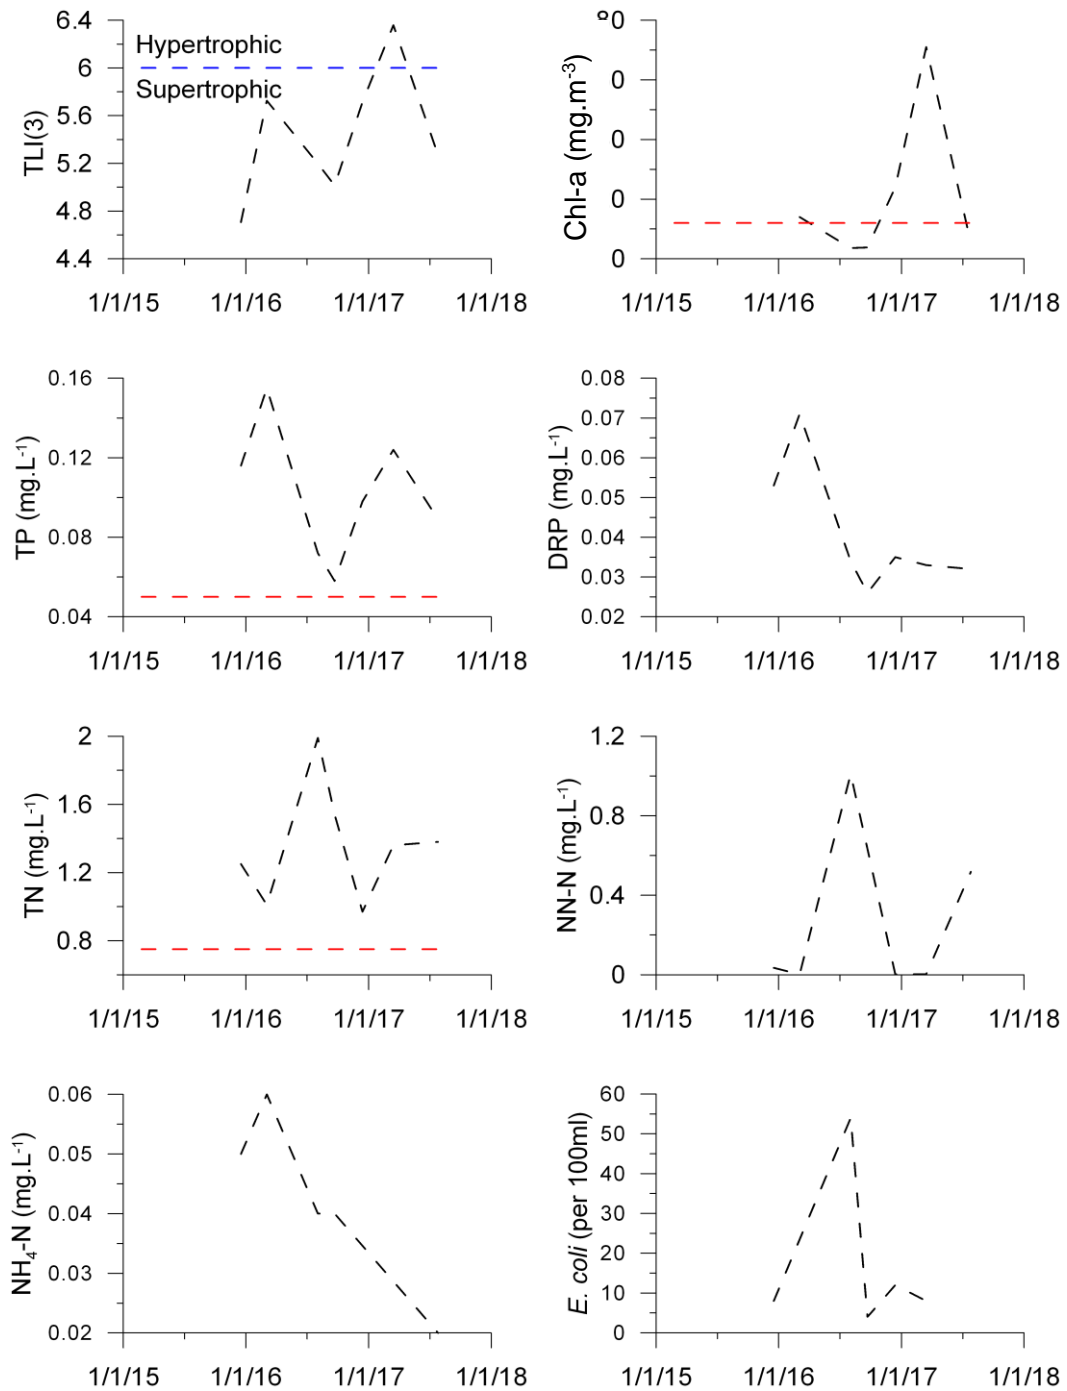 TLI(3)
6.4
6
5.6
5.2
4.8
4.4
Hypertrophic
Supertrophic
1/1/15 1/1/16 1/1/17 1/1/18
Chl-a (mg.m-3)
0
0
0
0
0
1/1/15 1/1/16 1/1/17 1/1/18
TP (mg.L-1)
0.16
0.12
0.08
0.04
1/1/15 1/1/16 1/1/17 1/1/18
DRP (mg.L-1)
0.08
0.07
0.06
0.05
0.04
0.03
0.02
1/1/15 1/1/16 1/1/17 1/1/18
TN (mg.L-1)
2
1.6
1.2
0.8
1/1/15 1/1/16 1/1/17 1/1/18
NN-N (mg.L-1)
1.2
0.8
0.4
0
1/1/15 1/1/16 1/1/17 1/1/18
NH4-N (mg.L-1)
0.06
0.05
0.04
0.03
0.02
1/1/15 1/1/16 1/1/17 1/1/18
E. coli (per 100ml)
60
50
40
30
20
10
0
1/1/15 1/1/16 1/1/17 1/1/18